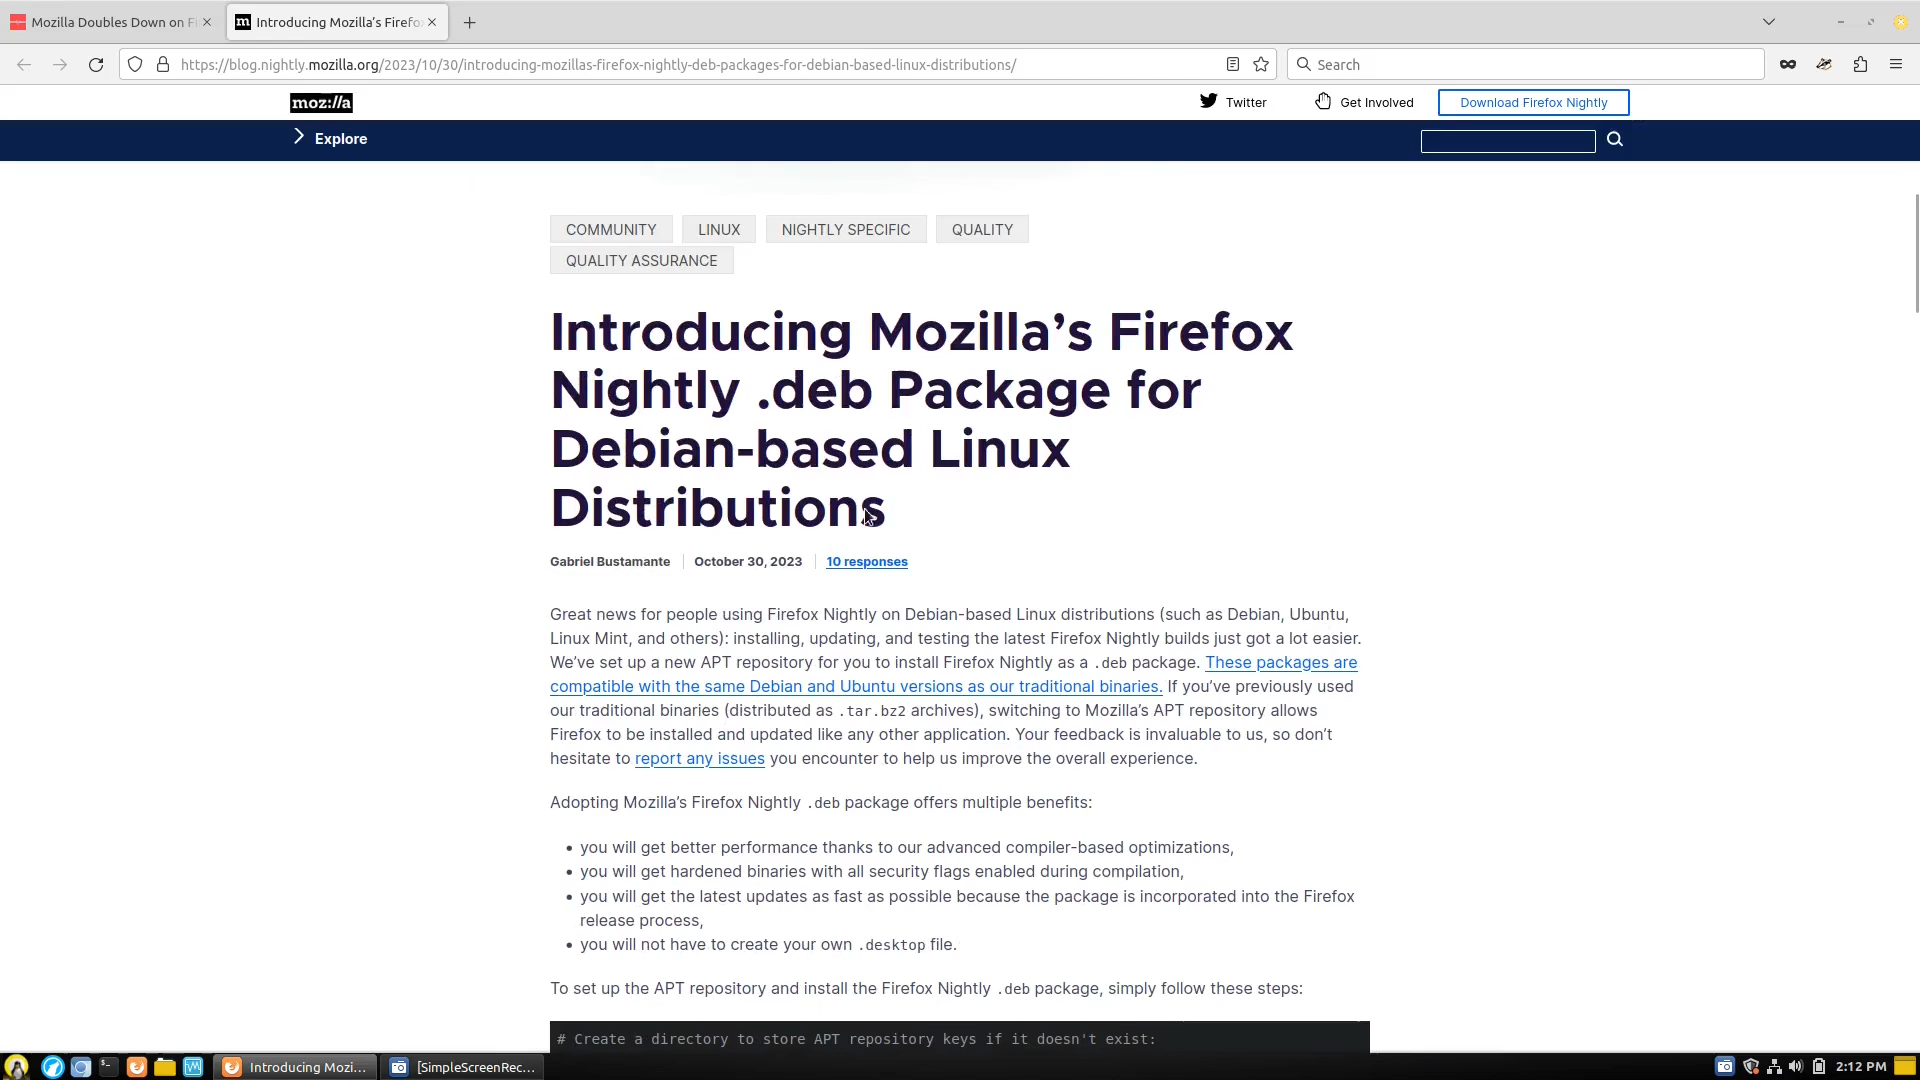 Mozilla Doubles Down on Fi
Introducing Mozilla’s Firefo
https://blog.nightly.mozilla.org/2023/10/30/introducing-mozillas-firefox-nightly-deb-packages-for-debian-based-linux-distributions/
Search
moz://a
Twitter
Get Involved
Download Firefox Nightly
Explore
COMMUNITY
LINUX
NIGHTLY SPECIFIC
QUALITY
QUALITY ASSURANCE
Introducing Mozilla’s Firefox
Nightly .deb Package for
Debian-based Linux
Distributions
Gabriel Bustamante
October 30, 2023
10 responses
Great news for people using Firefox Nightly on Debian-based Linux distributions (such as Debian, Ubuntu,
Linux Mint, and others): installing, updating, and testing the latest Firefox Nightly builds just got a lot easier.
We’ve set up a new APT repository for you to install Firefox Nightly as a .deb package. These packages are
compatible with the same Debian and Ubuntu versions as our traditional binaries. If you’ve previously used
our traditional binaries (distributed as .tar.bz2 archives), switching to Mozilla’s APT repository allows
Firefox to be installed and updated like any other application. Your feedback is invaluable to us, so don’t
hesitate to report any issues you encounter to help us improve the overall experience.
Adopting Mozilla’s Firefox Nightly .deb package offers multiple benefits:
• you will get better performance thanks to our advanced compiler-based optimizations,
• you will get hardened binaries with all security flags enabled during compilation,
• you will get the latest updates as fast as possible because the package is incorporated into the Firefox
release process,
• you will not have to create your own .desktop file.
To set up the APT repository and install the Firefox Nightly .deb package, simply follow these steps:
# Create a directory to store APT repository keys if it doesn't exist:
Introducing Mozi...
[SimpleScreenRec...
2:12 PM